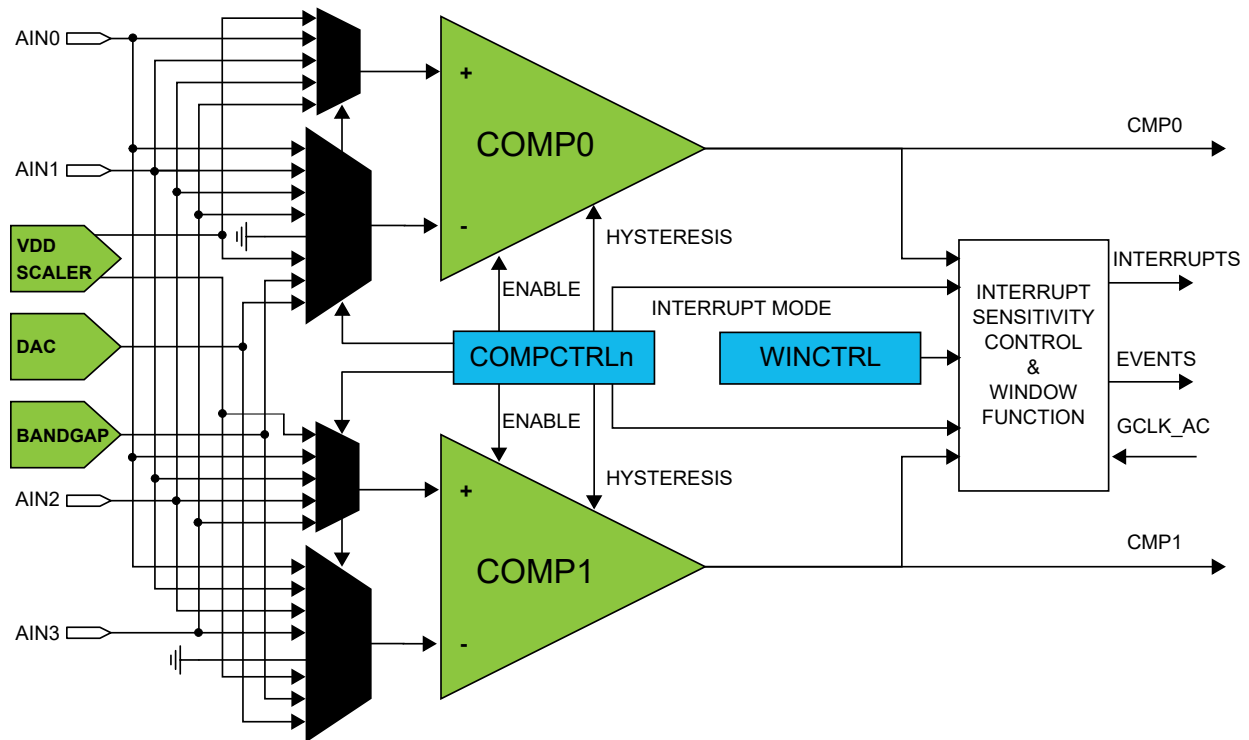 AIN0
+
COMP0
-
CMP0
AIN1
VDD
SCALER
HYSTERESIS
ENABLE
INTERRUPT MODE
INTERRUPT
SENSITIVITY
CONTROL
&
WINDOW
FUNCTION
INTERRUPTS
DAC
COMPCTRLn
WINCTRL
EVENTS
BANDGAP
ENABLE
GCLK_AC
HYSTERESIS
AIN2
+
COMP1
-
CMP1
AIN3